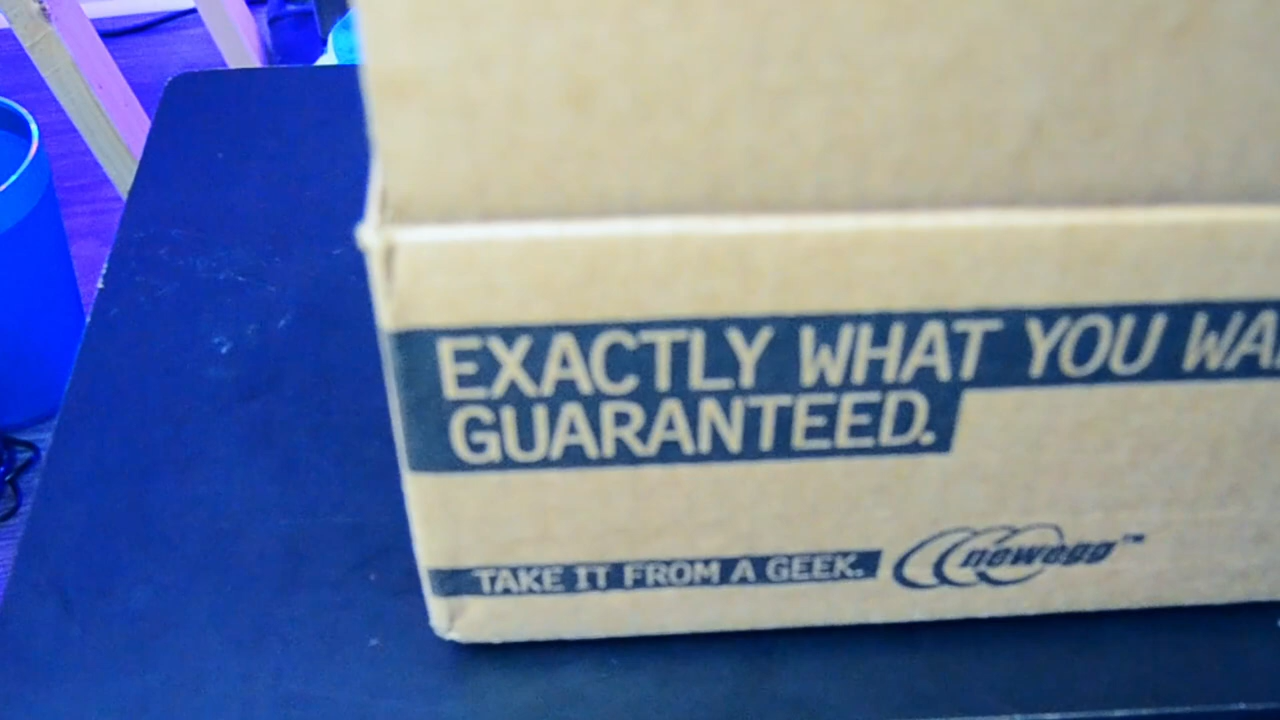 EXACTLY WHAT YOU WA
GUARANTEED.
TAKE IT FROM A GEEK.
newegg™